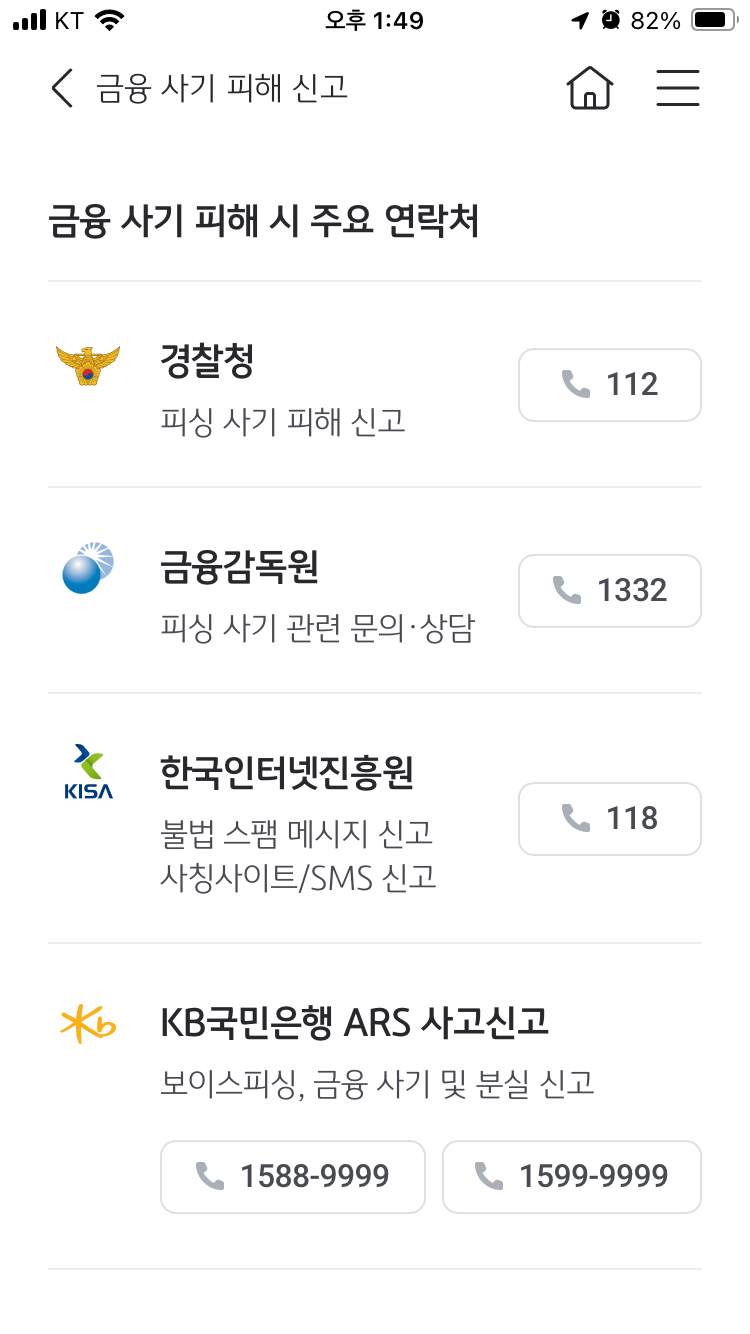 KT 오후 1:49 82%
금융 사기 피해 신고
금융 사기 피해 시 주요 연락처
경찰청
피싱 사기 피해 신고
112
금융감독원
피싱 사기 관련 문의·상담
1332
KISA
한국인터넷진흥원
불법 스팸 메시지 신고
사칭사이트/SMS 신고
118
Kb
KB국민은행 ARS 사고신고
보이스피싱, 금융 사기 및 분실 신고
1588-9999
1599-9999